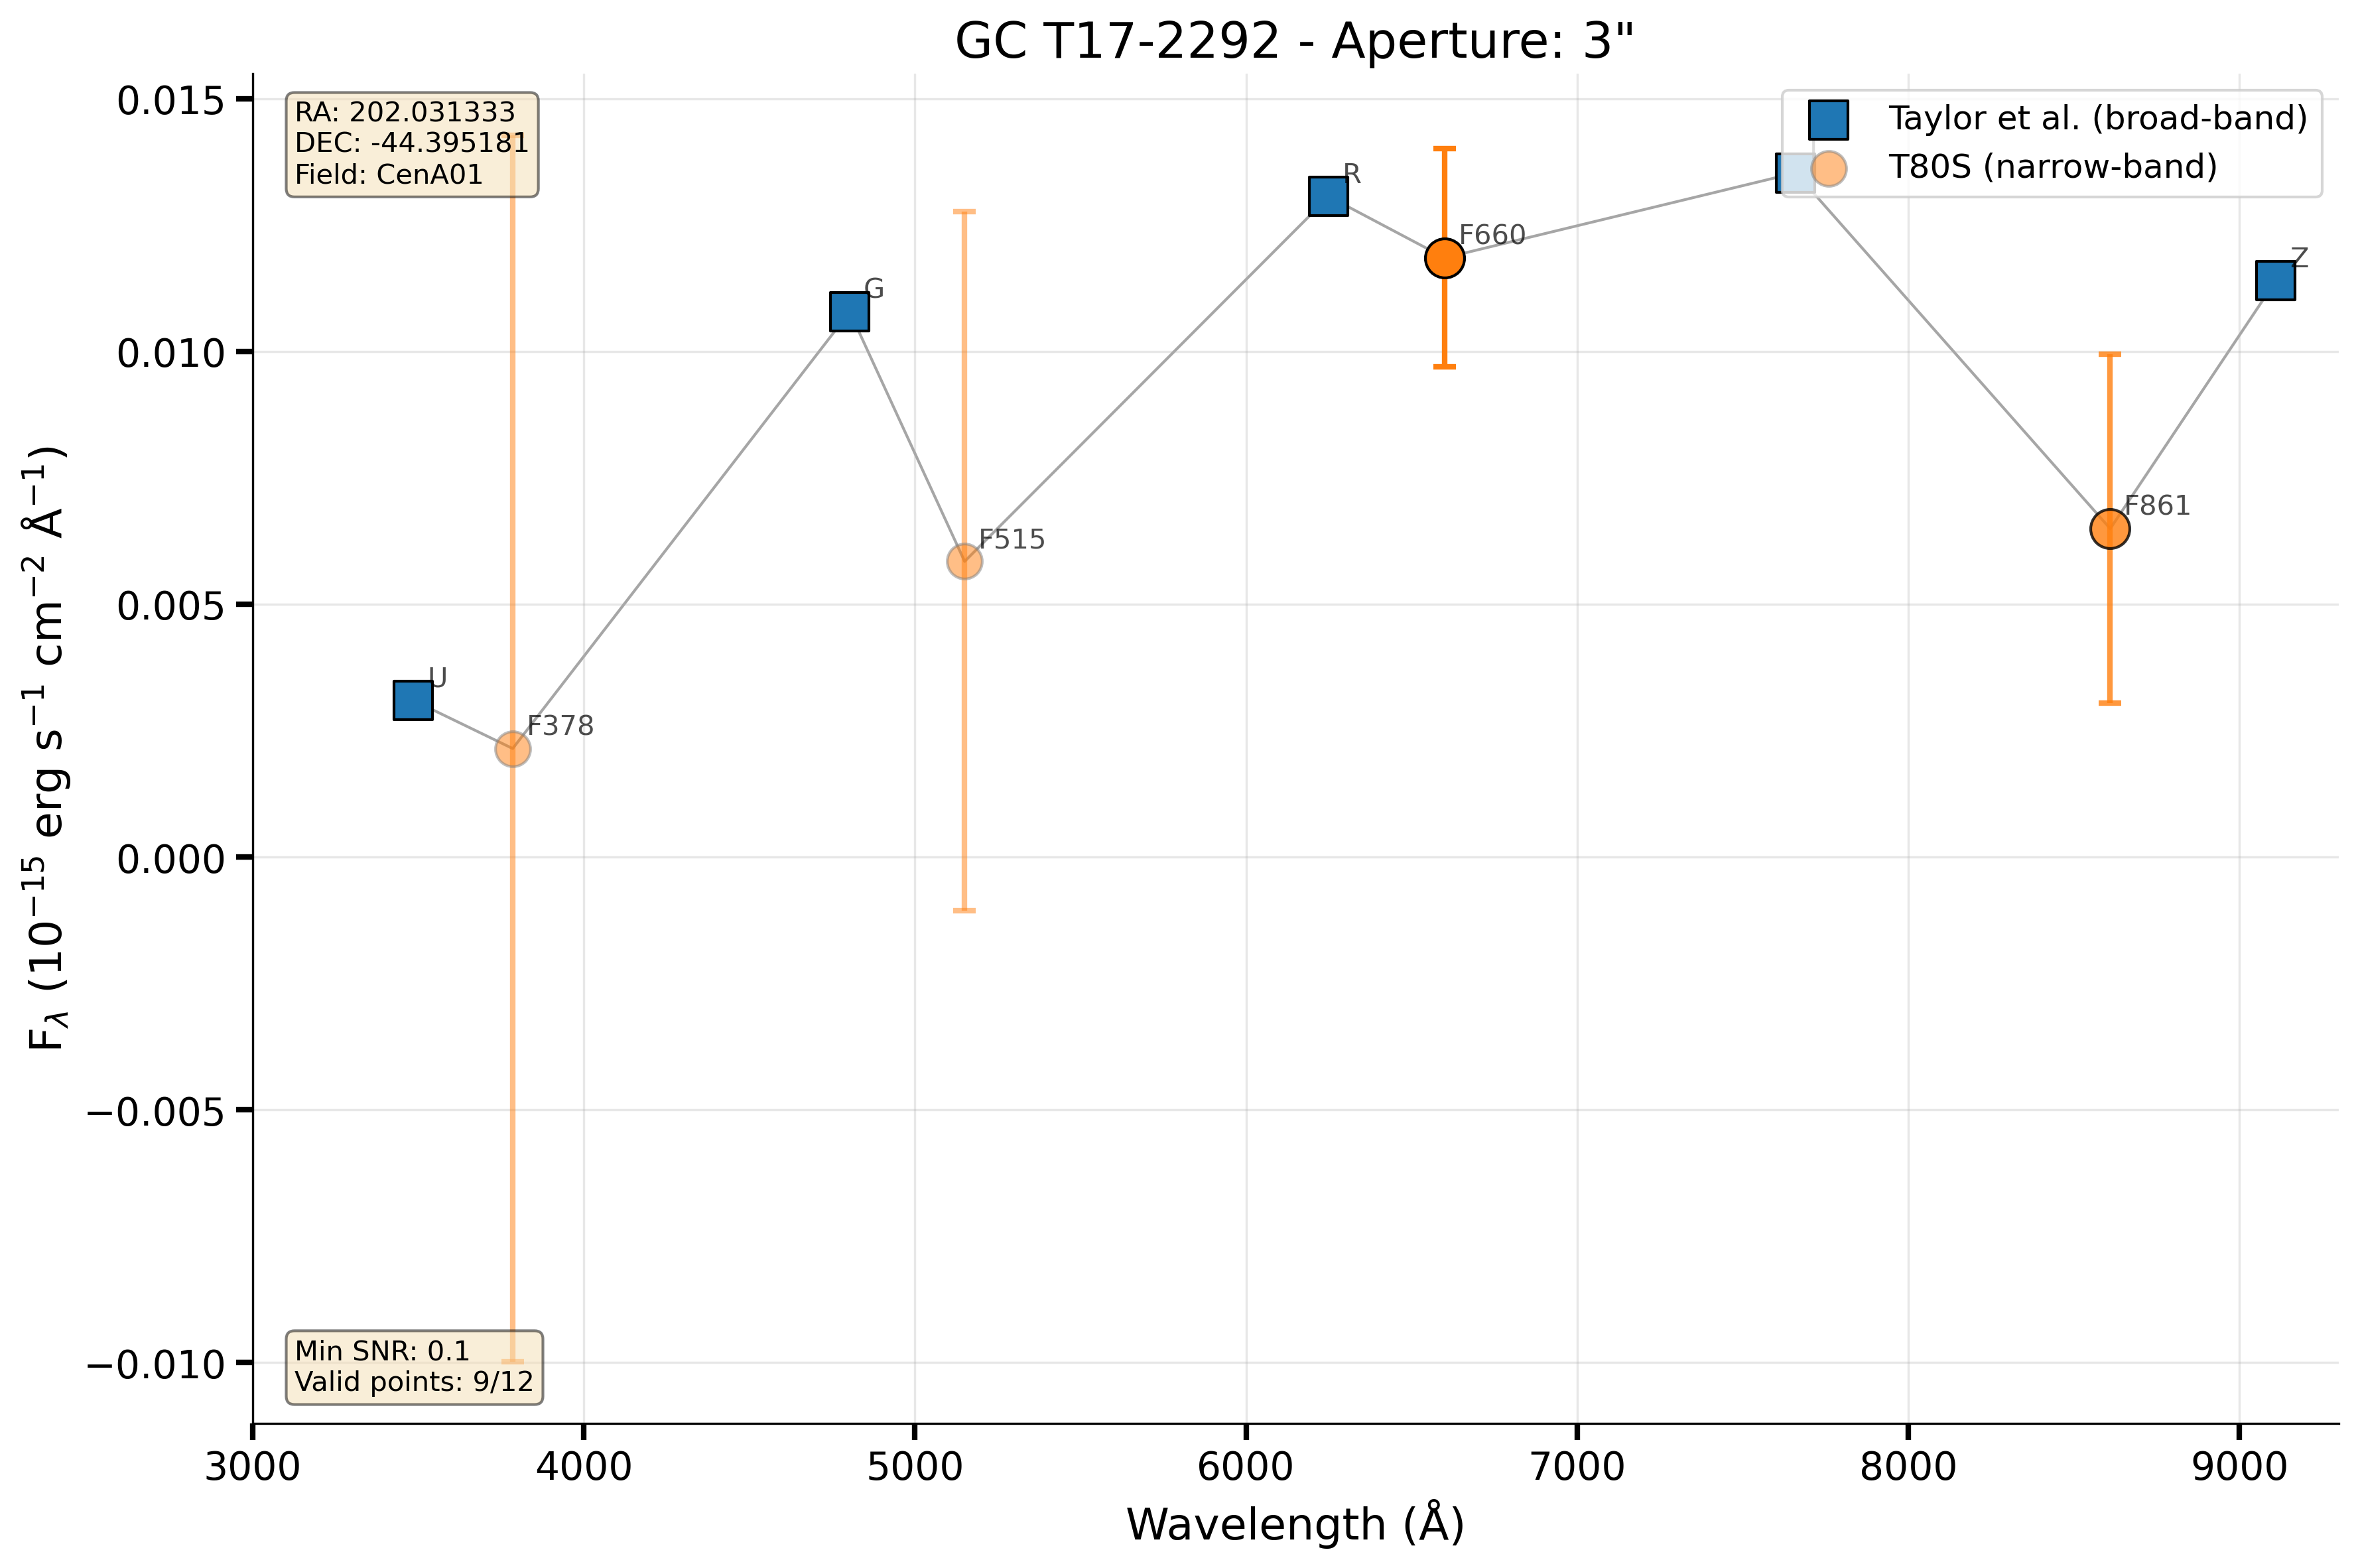 GC T17-2292 - Aperture: 3"
RA: 202.031333
DEC: -44.395181
Field: CenA01
Taylor et al. (broad-band)
T80S (narrow-band)
0.015
0.010
0.005
0.000
−0.005
−0.010
F_λ (10⁻¹⁵ erg s⁻¹ cm⁻² Å⁻¹)
U
F378
G
F515
R
F660
F861
Z
Min SNR: 0.1
Valid points: 9/12
3000
4000
5000
6000
7000
8000
9000
Wavelength (Å)